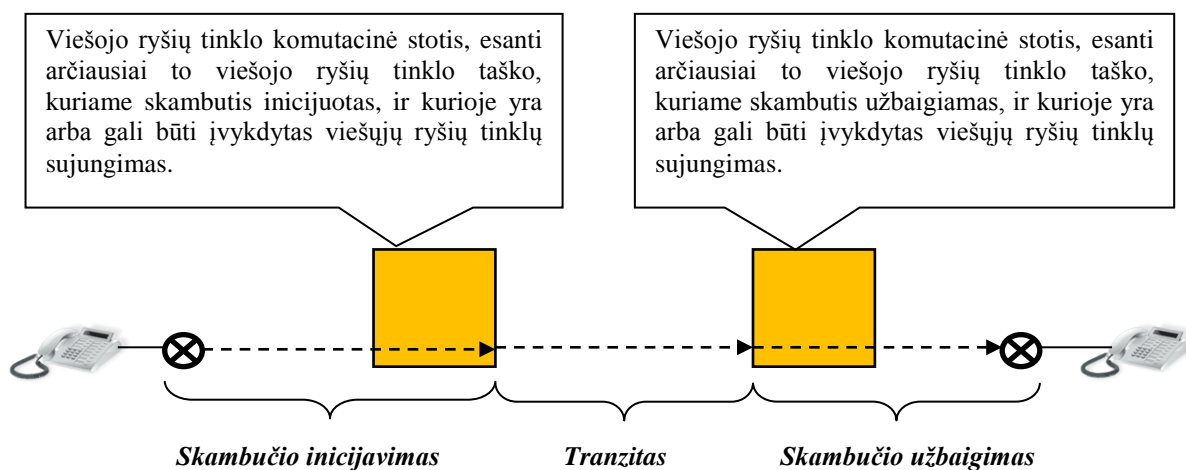 Viešojo ryšių tinklo komutacinė stotis, esanti
arčiausiai to viešojo ryšių tinklo taško,
kuriame skambutis inicijuotas, ir kurioje yra
arba gali būti įvykdytas viešųjų ryšių tinklų
sujungimas.
Viešojo ryšių tinklo komutacinė stotis, esanti
arčiausiai to viešojo ryšių tinklo taško,
kuriame skambutis užbaigiamas, ir kurioje yra
arba gali būti įvykdytas viešųjų ryšių tinklų
sujungimas.
Skambučio inicijavimas
Tranzitas
Skambučio užbaigimas